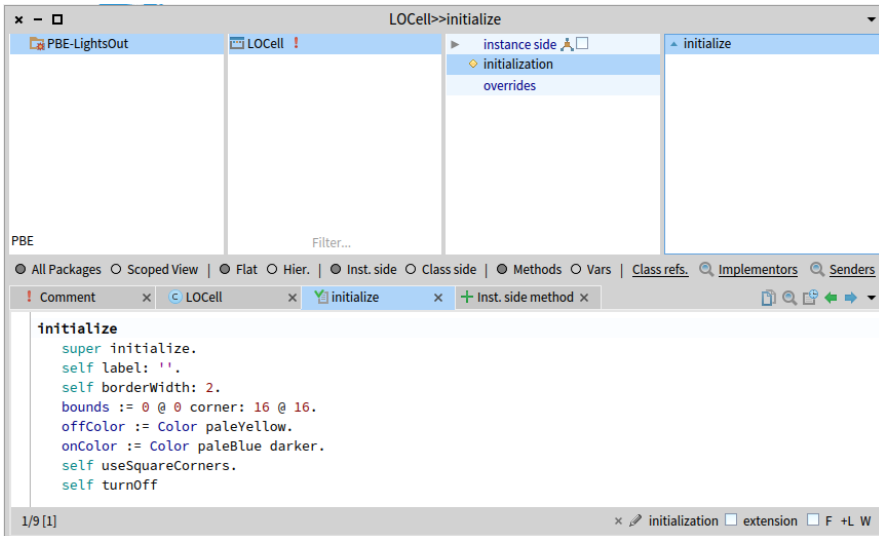 LOCell>>initialize
PBE-LightsOut
LOCell !
instance side
initialize
initialization
overrides
PBE
Filter...
All Packages Scoped View | Flat Hier. | Inst. side Class side | Methods Vars | Class refs. Implementors Senders
! Comment × C LOCell × Y initialize × + Inst. side method ×
initialize
super initialize.
self label: ''.
self borderWidth: 2.
bounds := 0 @ 0 corner: 16 @ 16.
offColor := Color paleYellow.
onColor := Color paleBlue darker.
self useSquareCorners.
self turnOff
1/9 [1] × initialization extension F +L W